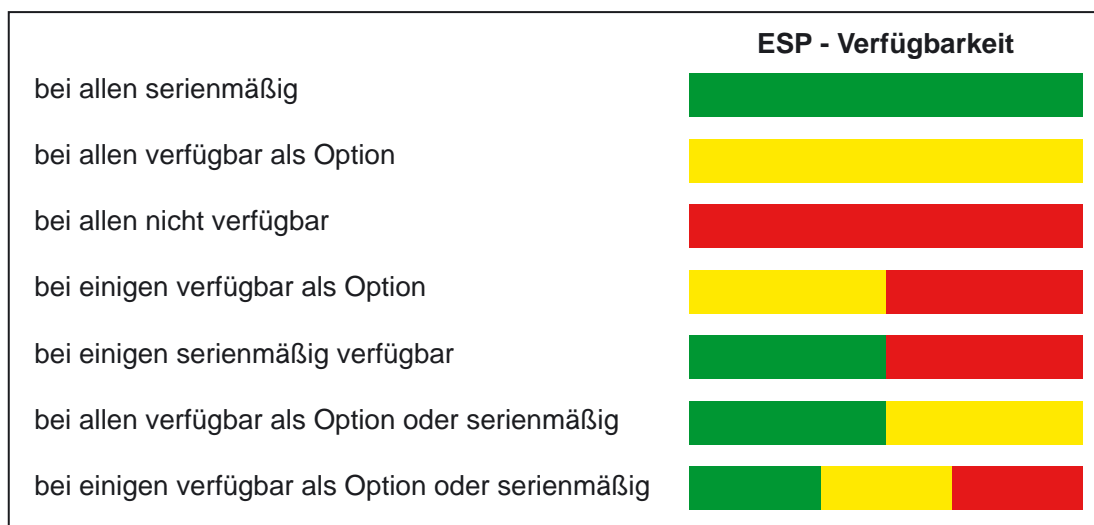 ESP - Verfügbarkeit
bei allen serienmäßig
bei allen verfügbar als Option
bei allen nicht verfügbar
bei einigen verfügbar als Option
bei einigen serienmäßig verfügbar
bei allen verfügbar als Option oder serienmäßig
bei einigen verfügbar als Option oder serienmäßig